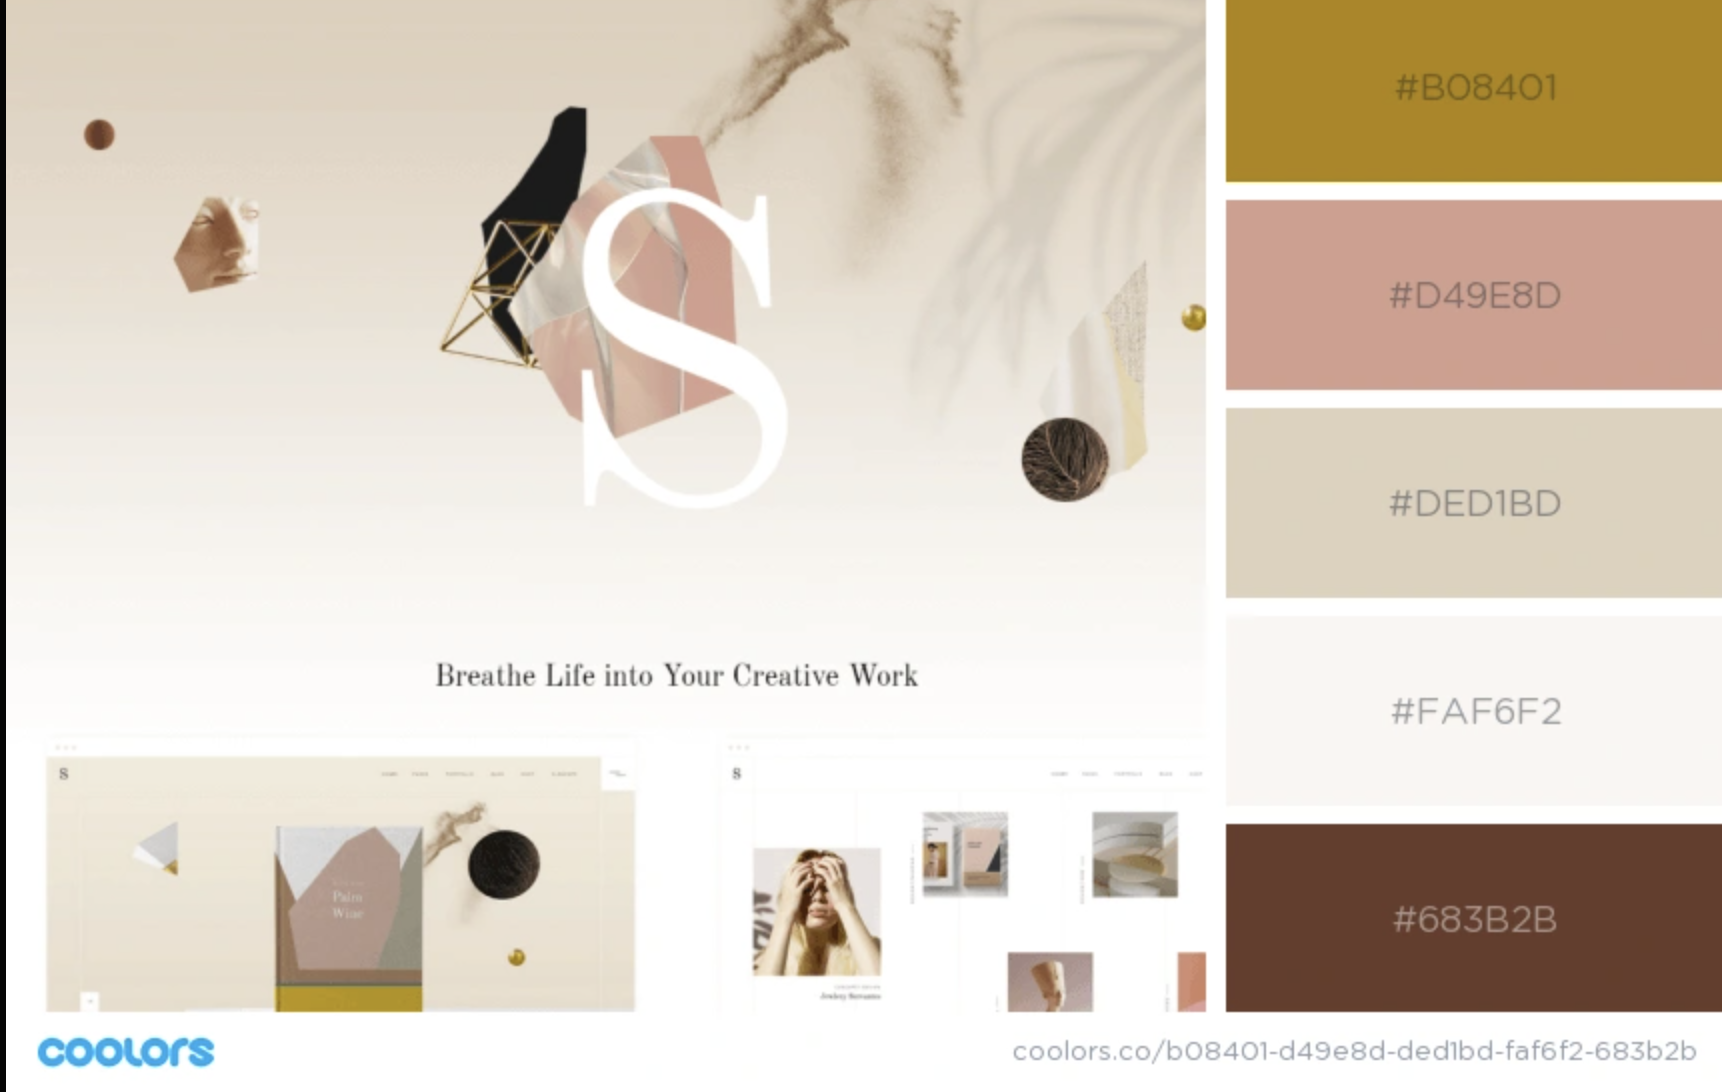 S
Breathe Life into Your Creative Work
S
Palm
Wine
S
#B08401
#D49E8D
#DED1BD
#FAF6F2
#683B2B
coolors
coolors.co/b08401-d49e8d-ded1bd-faf6f2-683b2b